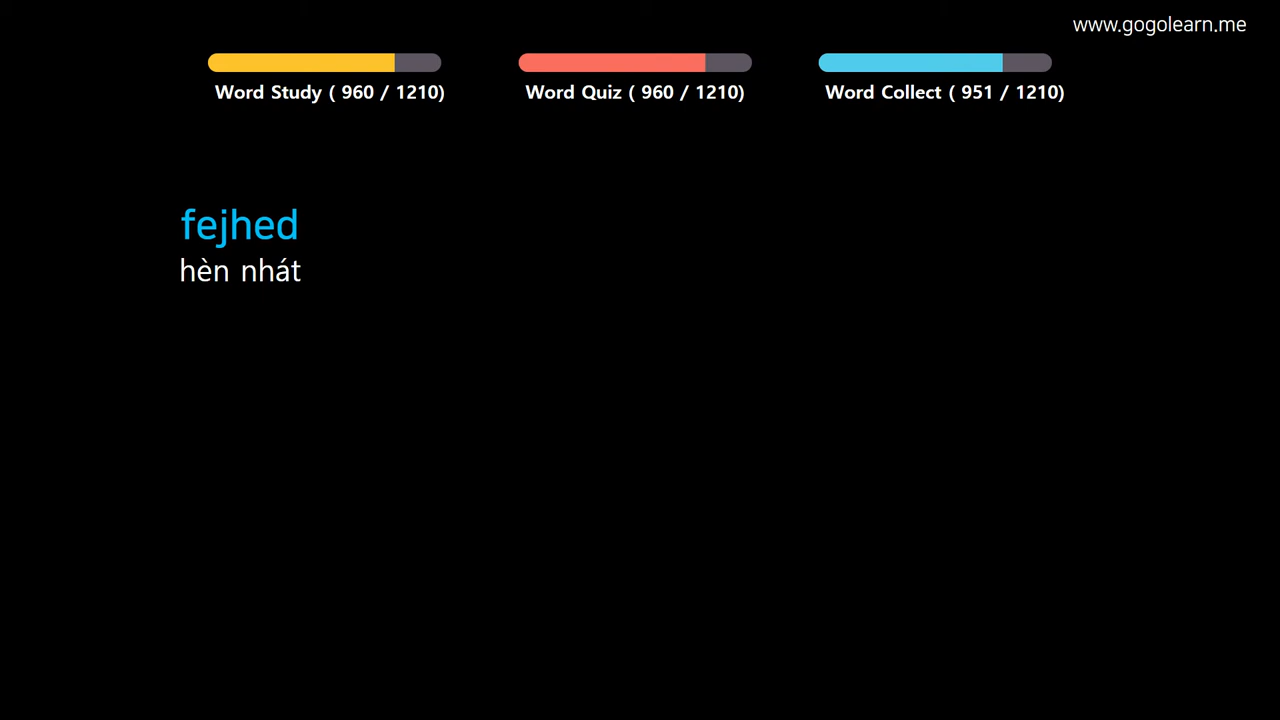 www.gogolearn.me
Word Study ( 960 / 1210)
Word Quiz ( 960 / 1210)
Word Collect ( 951 / 1210)
fejhed
hèn nhát